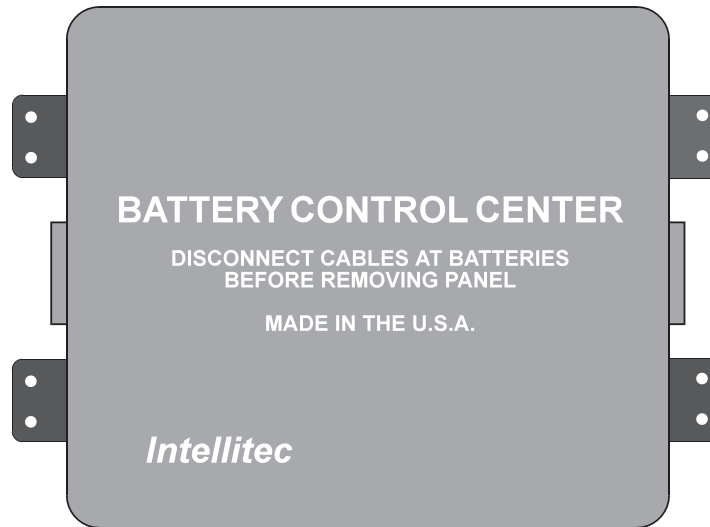 BATTERY CONTROL CENTER
DISCONNECT CABLES AT BATTERIES
BEFORE REMOVING PANEL
MADE IN THE U.S.A.
Intellitec